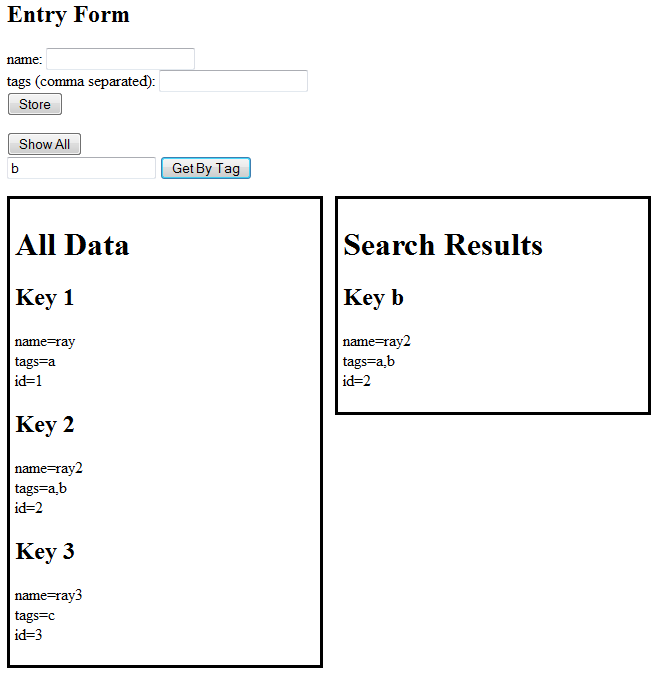 Entry Form
name:
tags (comma separated):
Store
Show All
b Get By Tag
All Data
Key 1
name=ray
tags=a
id=1
Key 2
name=ray2
tags=a,b
id=2
Key 3
name=ray3
tags=c
id=3
Search Results
Key b
name=ray2
tags=a,b
id=2